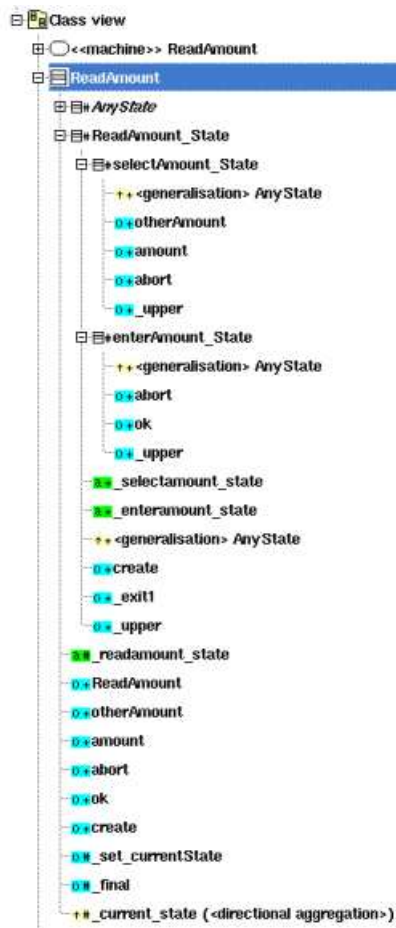 Class view
<<machine>> ReadAmount
ReadAmount
AnyState
ReadAmount_State
selectAmount_State
<generalisation> AnyState
otherAmount
amount
abort
_upper
enterAmount_State
<generalisation> AnyState
abort
ok
_upper
_selectamount_state
_enteramount_state
<generalisation> AnyState
create
_exit1
_upper
_readamount_state
ReadAmount
otherAmount
amount
abort
ok
create
_set_currentState
_final
_current_state (<directional aggregation>)